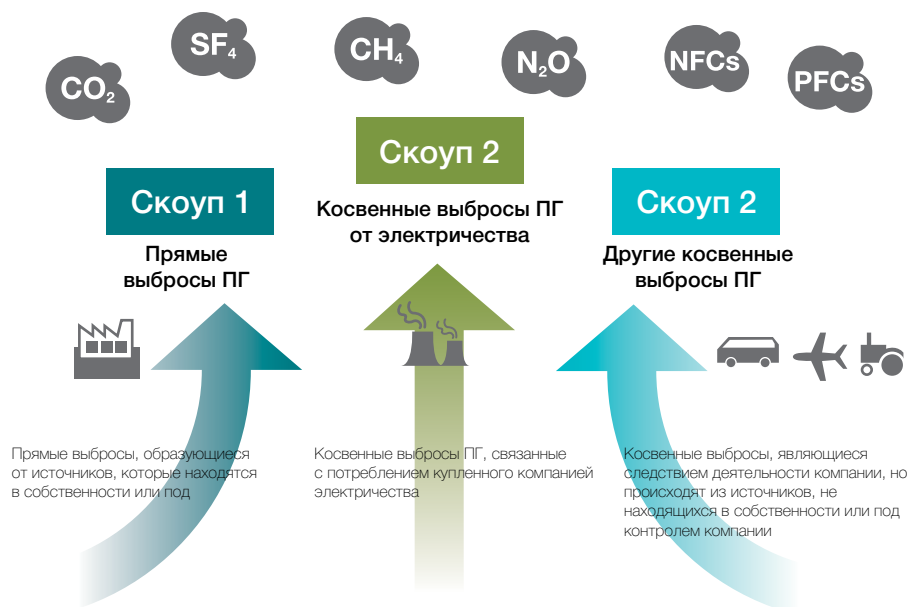 CO₂
SF₄
CH₄
N₂O
NFCs
PFCs
Скоуп 1
Прямые
выбросы ПГ
Скоуп 2
Косвенные выбросы ПГ
от электричества
Скоуп 2
Другие косвенные
выбросы ПГ
Прямые выбросы, образующиеся
от источников, которые находятся
в собственности или под
Косвенные выбросы ПГ, связанные
с потреблением купленного компанией
электричества
Косвенные выбросы, являющиеся
следствием деятельности компании, но
происходят из источников, не
находящихся в собственности или под
контролем компании